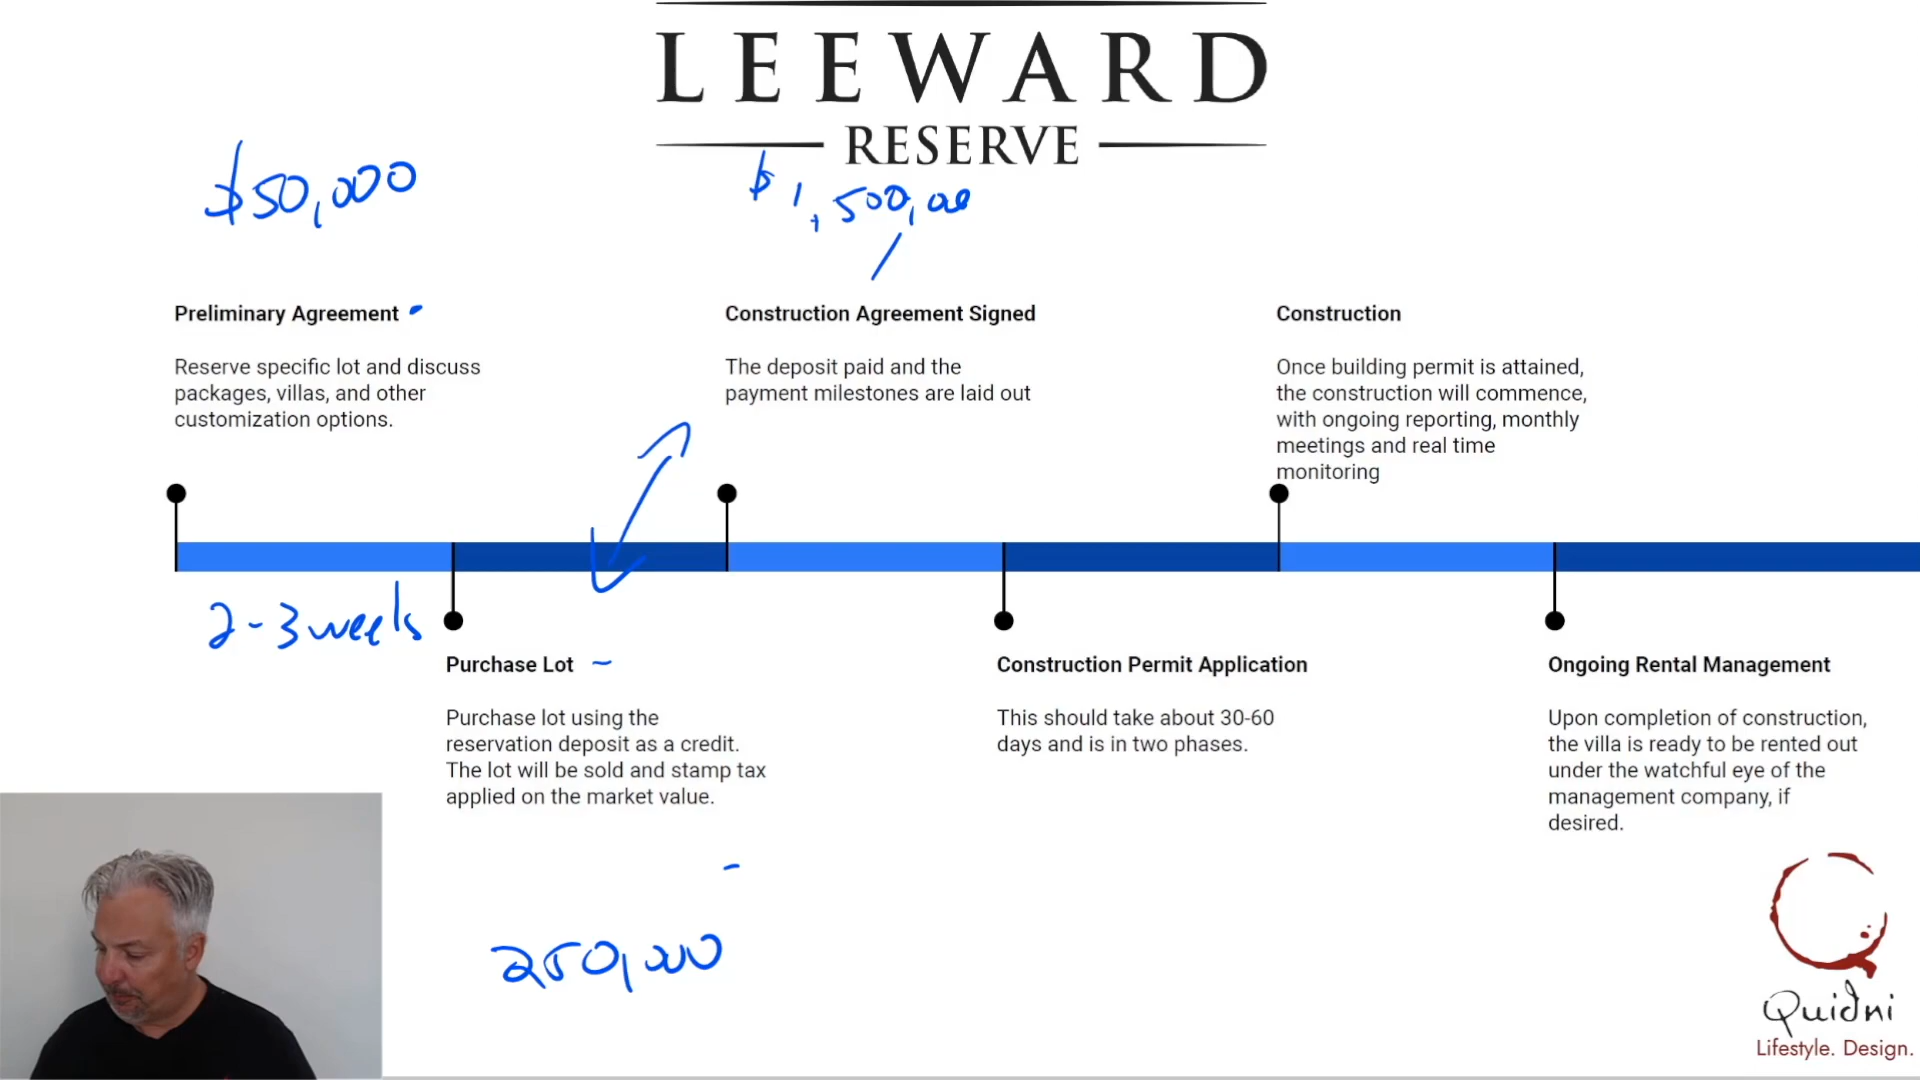 LEEWARD
RESERVE
$50,000
$1,500,00
Preliminary Agreement
Reserve specific lot and discuss
packages, villas, and other
customization options.
Construction Agreement Signed
The deposit paid and the
payment milestones are laid out
Construction
Once building permit is attained,
the construction will commence,
with ongoing reporting, monthly
meetings and real time
monitoring
2-3 weeks
Purchase Lot
Purchase lot using the
reservation deposit as a credit.
The lot will be sold and stamp tax
applied on the market value.
Construction Permit Application
This should take about 30-60
days and is in two phases.
Ongoing Rental Management
Upon completion of construction,
the villa is ready to be rented out
under the watchful eye of the
management company, if
desired.
250,000
Quidni
Lifestyle. Design.